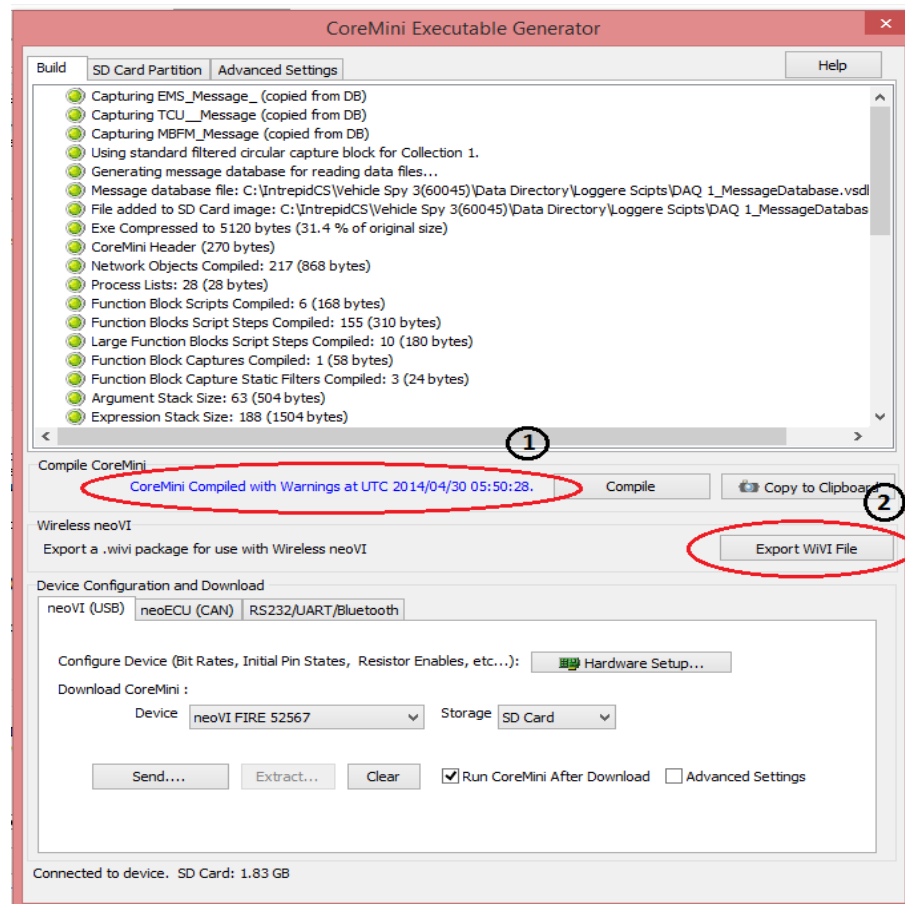 CoreMini Executable Generator
Build SD Card Partition Advanced Settings Help
Capturing EMS_Message_ (copied from DB)
Capturing TCU__Message (copied from DB)
Capturing MBFM_Message (copied from DB)
Using standard filtered circular capture block for Collection 1.
Generating message database for reading data files...
Message database file: C:\IntrepidCS\Vehicle Spy 3(60045)\Data Directory\Loggere Scipts\DAQ 1_MessageDatabase.vsdl
File added to SD Card image: C:\IntrepidCS\Vehicle Spy 3(60045)\Data Directory\Loggere Scipts\DAQ 1_MessageDatabas
Exe Compressed to 5120 bytes (31.4 % of original size)
CoreMini Header (270 bytes)
Network Objects Compiled: 217 (868 bytes)
Process Lists: 28 (28 bytes)
Function Block Scripts Compiled: 6 (168 bytes)
Function Blocks Script Steps Compiled: 155 (310 bytes)
Large Function Blocks Script Steps Compiled: 10 (180 bytes)
Function Block Captures Compiled: 1 (58 bytes)
Function Block Capture Static Filters Compiled: 3 (24 bytes)
Argument Stack Size: 63 (504 bytes)
Expression Stack Size: 188 (1504 bytes)
1
Compile CoreMini
CoreMini Compiled with Warnings at UTC 2014/04/30 05:50:28. Compile Copy to Clipboard
2
Wireless neoVI
Export a .wivi package for use with Wireless neoVI Export WiVI File
Device Configuration and Download
neoVI (USB) neoECU (CAN) RS232/UART/Bluetooth
Configure Device (Bit Rates, Initial Pin States, Resistor Enables, etc...): Hardware Setup...
Download CoreMini :
Device neoVI FIRE 52567 Storage SD Card
Send.... Extract... Clear Run CoreMini After Download Advanced Settings
Connected to device. SD Card: 1.83 GB